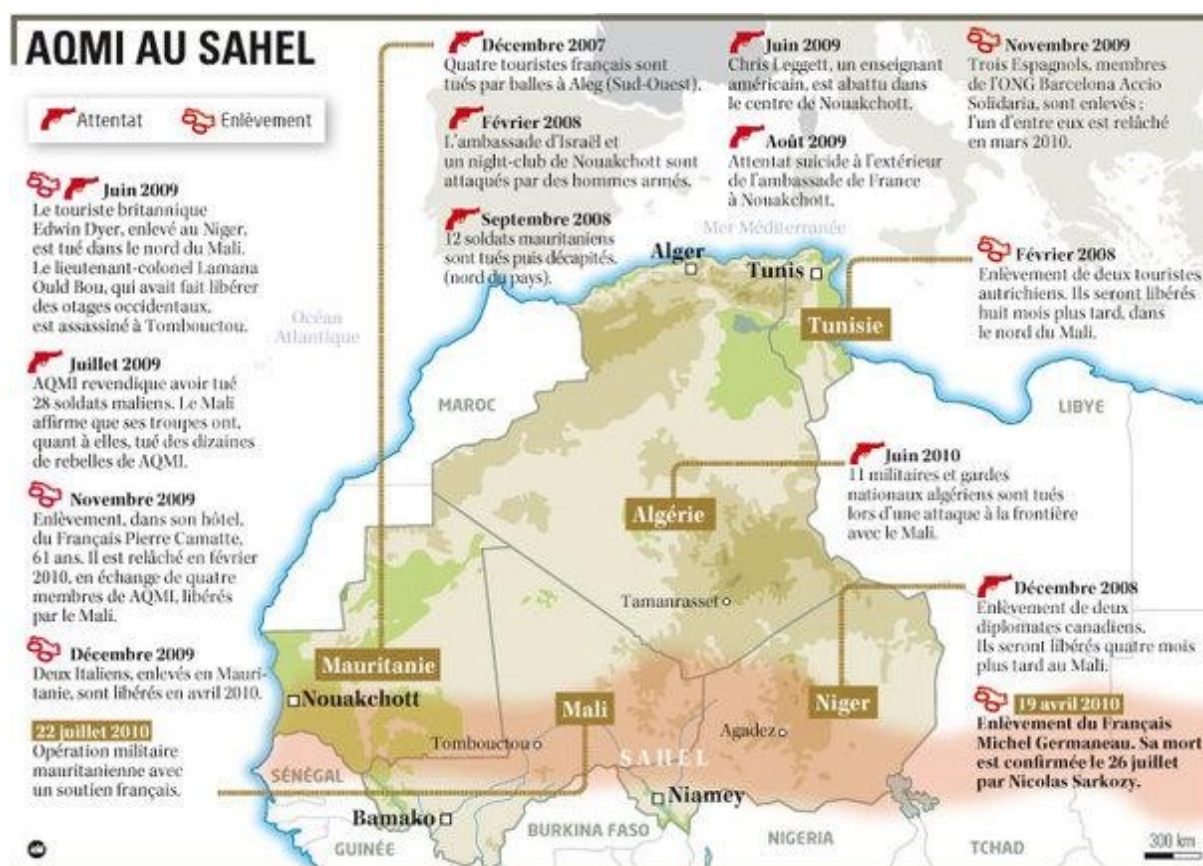 AQMI AU SAHEL
Attentat
Enlèvement
Juin 2009
Le touriste britannique
Edwin Dyer, enlevé au Niger,
est tué dans le nord du Mali.
Le lieutenant-colonel Lamana
Ould Bou, qui avait fait libérer
des otages occidentaux,
est assassiné à Tombouctou.
Juillet 2009
AQMI revendique avoir tué
28 soldats maliens. Le Mali
affirme que ses troupes ont,
quant à elles, tué des dizaines
de rebelles de AQMI.
Novembre 2009
Enlèvement, dans son hôtel,
du Français Pierre Camatte,
61 ans. Il est relâché en février
2010, en échange de quatre
membres de AQMI, libérés
par le Mali.
Décembre 2009
Deux Italiens, enlevés en Mauri-
tanie, sont libérés en avril 2010.
22 juillet 2010
Opération militaire
mauritanienne avec
un soutien français.
Décembre 2007
Quatre touristes français sont
tués par balles à Aleg (Sud-Ouest).
Février 2008
L'ambassade d'Israël et
un night-club de Nouakchott sont
attaqués par des hommes armés.
Septembre 2008
12 soldats mauritaniens
sont tués puis décapités.
(nord du pays).
Juin 2009
Chris Leggett, un enseignant
américain, est abattu dans
le centre de Nouakchott.
Août 2009
Attentat suicide à l'extérieur
de l'ambassade de France
à Nouakchott.
Novembre 2009
Trois Espagnols, membres
de l'ONG Barcelona Accio
Solidaria, sont enlevés ;
l'un d'entre eux est relâché
en mars 2010.
Février 2008
Enlèvement de deux touristes
autrichiens. Ils seront libérés
huit mois plus tard, dans
le nord du Mali.
Juin 2010
11 militaires et gardes
nationaux algériens sont tués
lors d'une attaque à la frontière
avec le Mali.
Décembre 2008
Enlèvement de deux
diplomates canadiens.
Ils seront libérés quatre mois
plus tard au Mali.
19 avril 2010
Enlèvement du Français
Michel Germaneau. Sa mort
est confirmée le 26 juillet
par Nicolas Sarkozy.
Mer Méditerranée
Océan
Atlantique
Alger
Tunis
Tunisie
MAROC
LIBYE
Algérie
Tamanrasset
Mauritanie
Nouakchott
Mali
Niger
Tombouctou
Agadez
SAHEL
SÉNÉGAL
Niamey
Bamako
BURKINA FASO
GUINÉE
NIGERIA
TCHAD
300 km